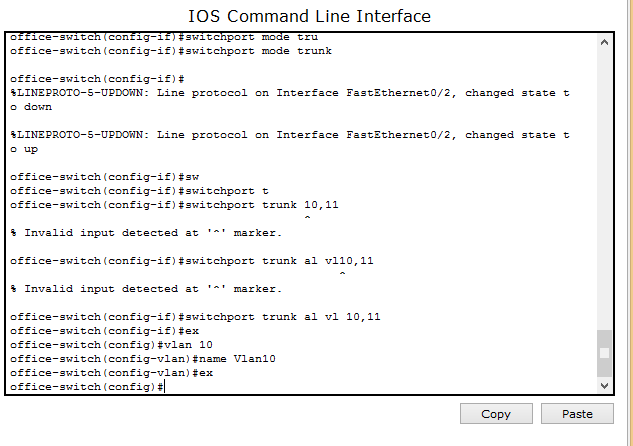 IOS Command Line Interface
office-switch(config-if)#switchport mode tru
office-switch(config-if)#switchport mode trunk
office-switch(config-if)#
%LINEPROTO-5-UPDOWN: Line protocol on Interface FastEthernet0/2, changed state t
o down
%LINEPROTO-5-UPDOWN: Line protocol on Interface FastEthernet0/2, changed state t
o up
office-switch(config-if)#sw
office-switch(config-if)#switchport t
office-switch(config-if)#switchport trunk 10,11
^
% Invalid input detected at '^' marker.
office-switch(config-if)#switchport trunk al vl10,11
^
% Invalid input detected at '^' marker.
office-switch(config-if)#switchport trunk al vl 10,11
office-switch(config-if)#ex
office-switch(config)#vlan 10
office-switch(config-vlan)#name Vlan10
office-switch(config-vlan)#ex
office-switch(config)#
Copy Paste